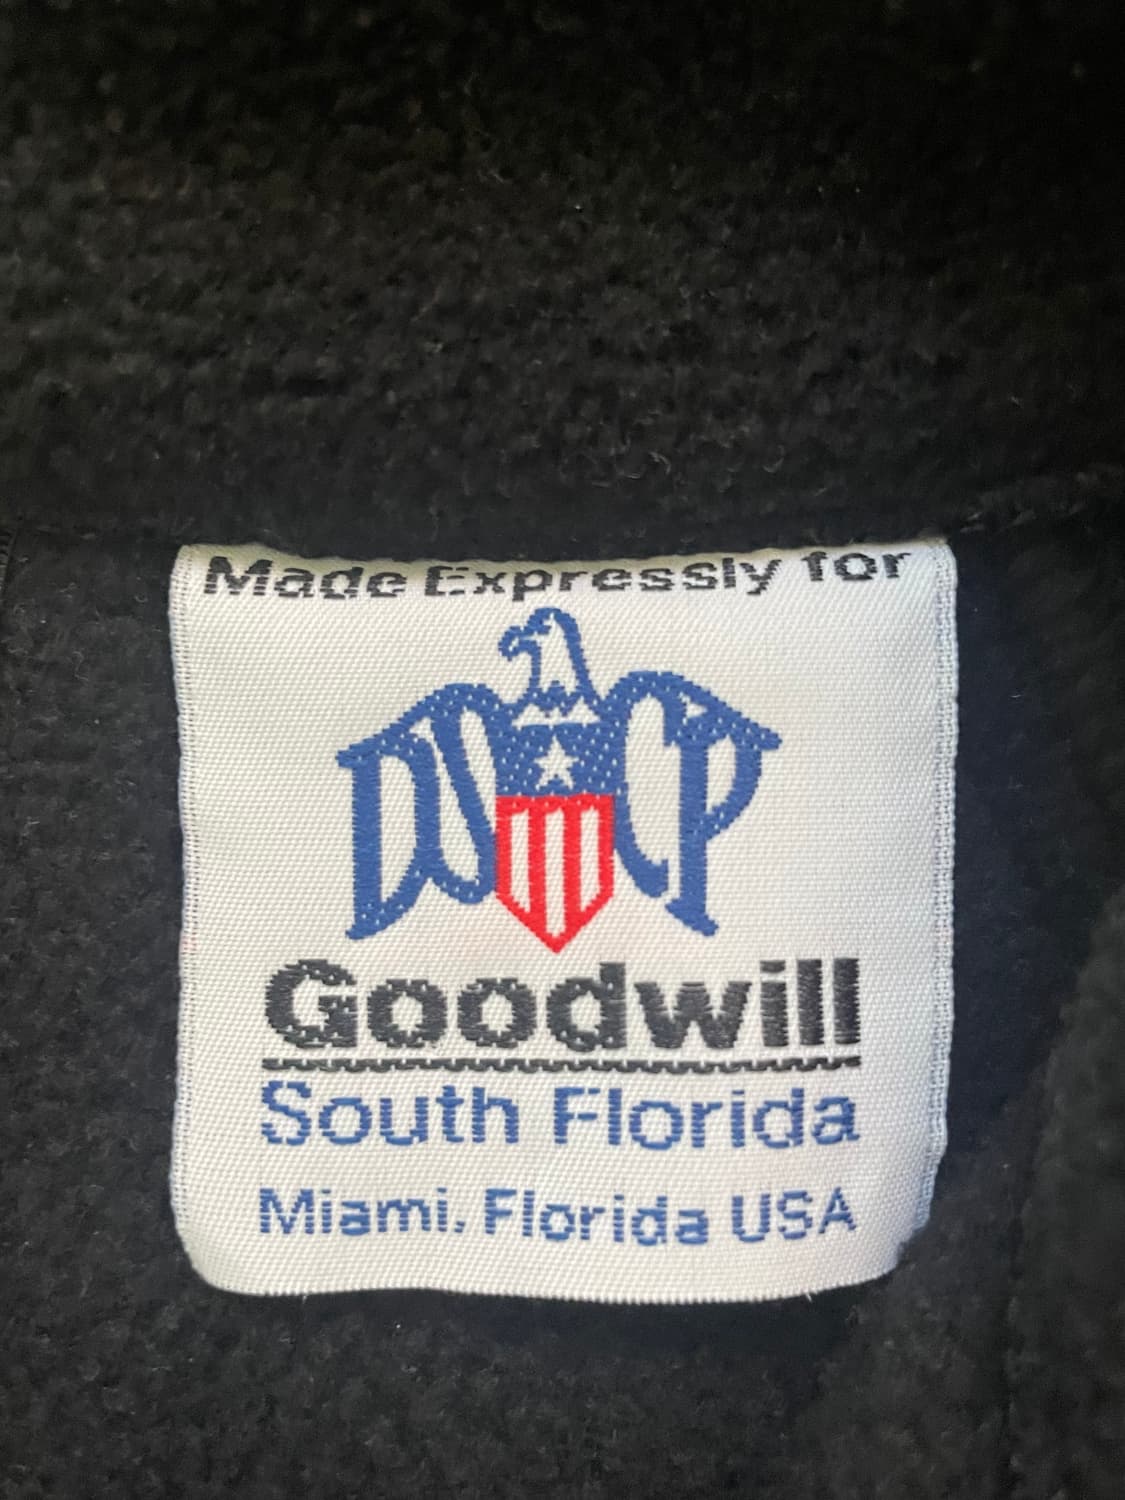 Made Expressly for
DSCP
Goodwill
South Florida
Miami, Florida USA